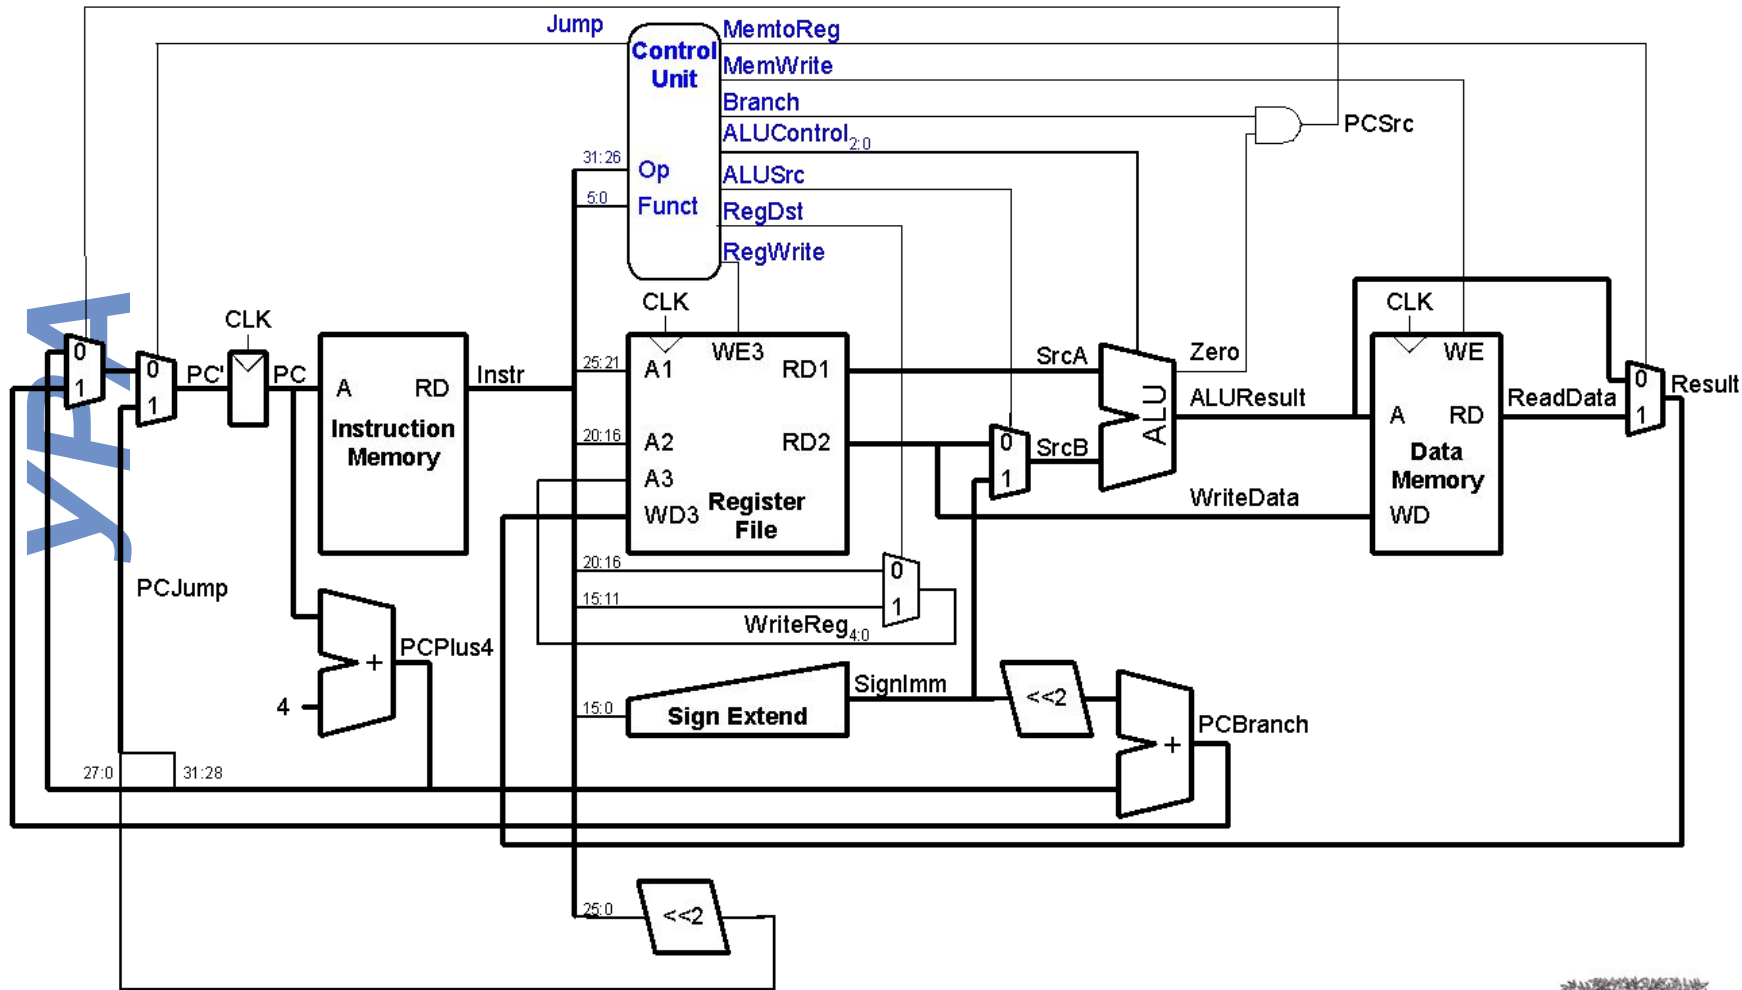 Jump
Control
Unit
MemtoReg
MemWrite
Branch
PCSrc
ALUControl2:0
31:26
Op
ALUSrc
5:0
Funct
RegDst
RegWrite
CLK
CLK
CLK
0
1
0
1
PC'
PC
A
RD
Instruction
Memory
Instr
25:21
A1
WE3
RD1
20:16
A2
RD2
A3
WD3
Register
File
SrcA
0
1
SrcB
ALU
Zero
ALUResult
WriteData
WE
A
RD
Data
Memory
WD
ReadData
0
1
Result
PCJump
20:16
0
15:11
1
WriteReg4:0
PCPlus4
+
4
SignImm
15:0
Sign Extend
<<2
+
PCBranch
27:0
31:28
25:0
<<2